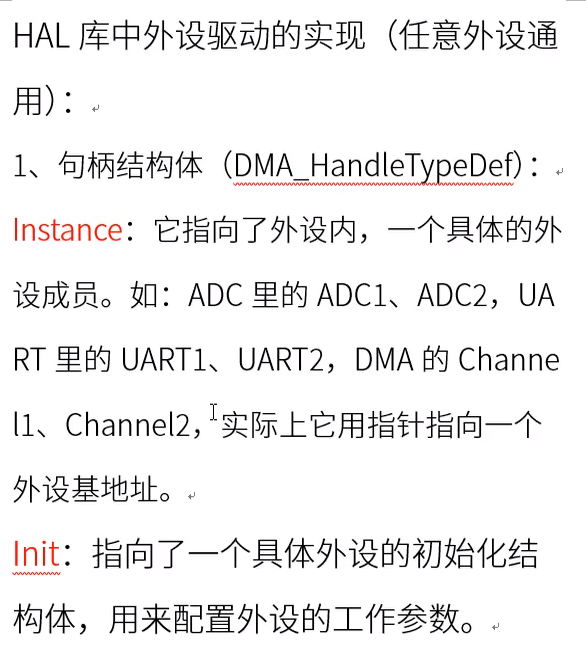 HAL 库中外设驱动的实现（任意外设通
用）：
1、句柄结构体（DMA_HandleTypeDef）：
Instance：它指向了外设内，一个具体的外
设成员。如：ADC 里的 ADC1、ADC2，UA
RT 里的 UART1、UART2，DMA 的 Channe
l1、Channel2，实际上它用指针指向一个
外设基地址。
Init：指向了一个具体外设的初始化结
构体，用来配置外设的工作参数。